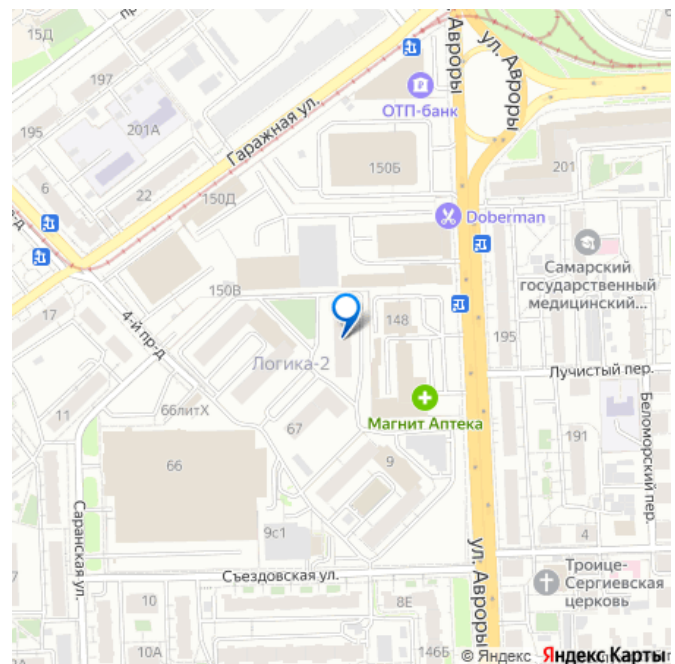 15Д
197
195
201А
6
22
Гаражная ул.
ОТП-банк
ул. Авроры
ул. Авроры
150Б
150Д
201
Doberman
Самарский
государственный
медицинский...
150В
17
4-й пр-д
148
195
Логика-2
Лучистый пер.
11
66литХ
67
Магнит Аптека
66
9
191
Беломорский пер.
Саранская ул.
9с1
4
Съездовская ул.
ул. Авроры
Троице-
Сергиевская
церковь
10
8Е
10А
146Б
© Яндекс
Яндекс Карты